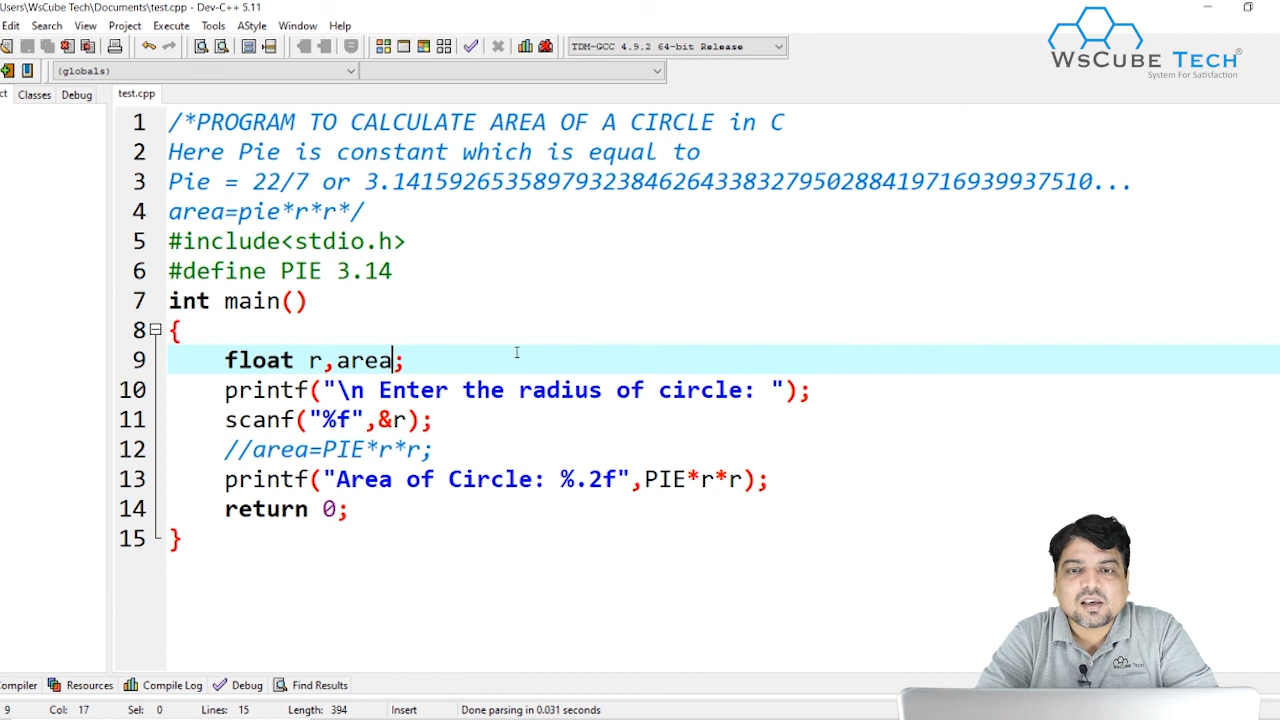 Users\WsCube Tech\Documents\test.cpp - Dev-C++ 5.11
Edit Search View Project Execute Tools AStyle Window Help
TDM-GCC 4.9.2 64-bit Release
WsCube Tech®
System For Satisfaction
(globals)
Classes Debug
test.cpp
1 /*PROGRAM TO CALCULATE AREA OF A CIRCLE in C
2 Here Pie is constant which is equal to
3 Pie = 22/7 or 3.14159265358979323846264338327950288419716939937510...
4 area=pie*r*r*/
5 #include<stdio.h>
6 #define PIE 3.14
7 int main()
8 {
9 float r,area;
10 printf("\n Enter the radius of circle: ");
11 scanf("%f",&r);
12 //area=PIE*r*r;
13 printf("Area of Circle: %.2f",PIE*r*r);
14 return 0;
15 }
WsCube Tech
ompiler Resources Compile Log Debug Find Results
9 Col: 17 Sel: 0 Lines: 15 Length: 394 Insert Done parsing in 0.031 seconds